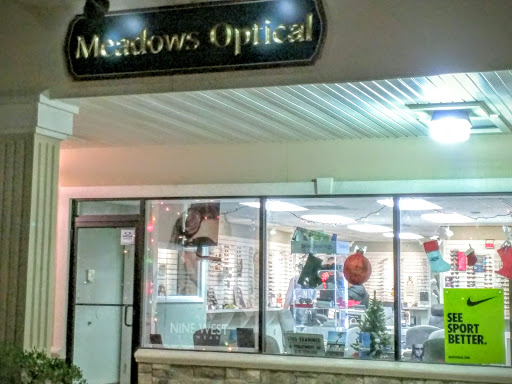 Meadows Optical
NINE WEST
SEE
SPORT
BETTER.